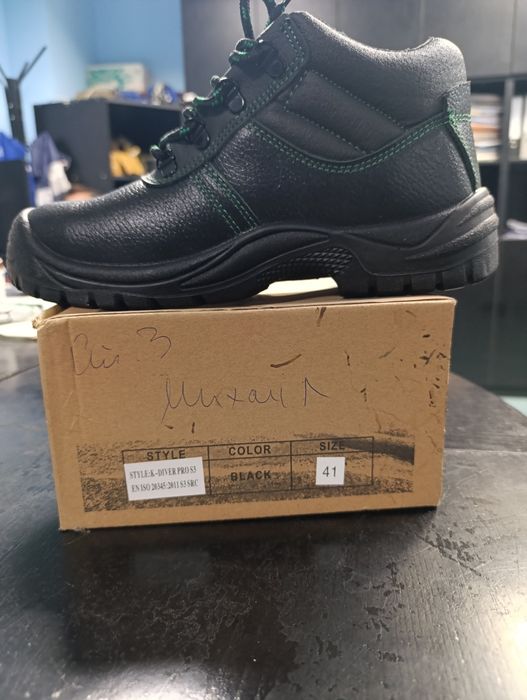 Михаил
STYLE COLOR SIZE
STYLE:K-DIVER PRO S3
EN ISO 20345:2011 S3 SRC
BLACK
41